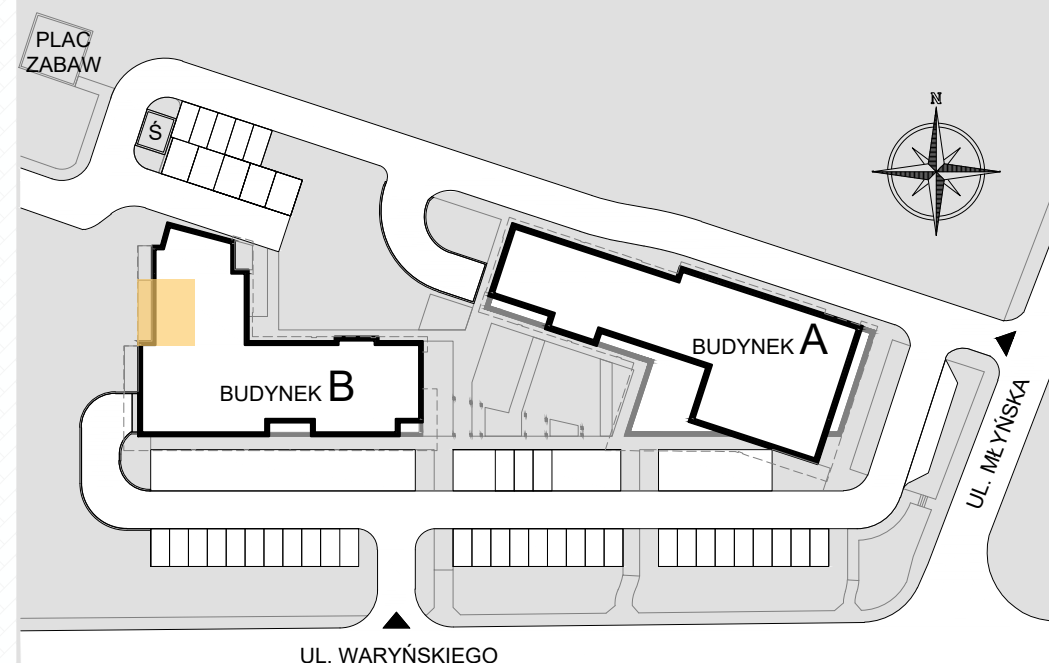 PLAC
ZABAW
Ś
N
BUDYNEK A
BUDYNEK B
UL. MŁYŃSKA
UL. WARYŃSKIEGO